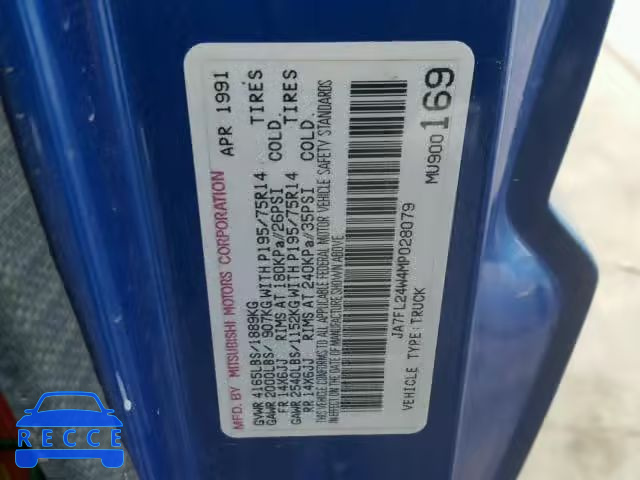 MFD. BY MITSUBISHI MOTORS CORPORATION APR 1991
GVWR 4165LBS/1889KG
GAWR 2000LBS/ 907KG WITH P195/75R14 TIRES
FR 14X6JJ RIMS AT 180KPa/26PSI COLD.
GAWR 2540LBS/1152KG WITH P195/75R14 TIRES
RR 14X6JJ RIMS AT 240KPa/35PSI COLD.
THIS VEHICLE CONFORMS TO ALL APPLICABLE FEDERAL MOTOR VEHICLE SAFETY STANDARDS
IN EFFECT ON THE DATE OF MANUFACTURE SHOWN ABOVE.
JA7FL24W4MP028079
VEHICLE TYPE:TRUCK MU900169
RECCE